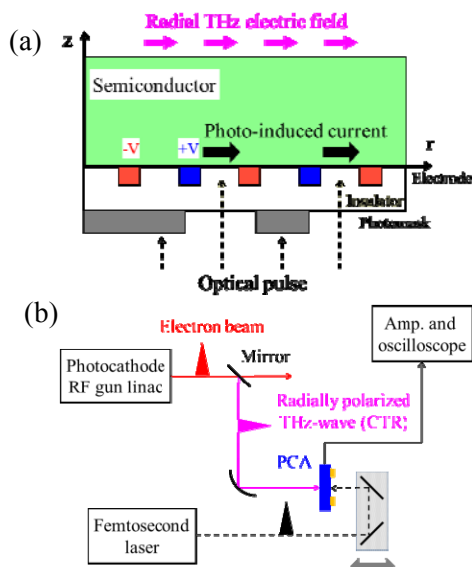 (a)
Radial THz electric field
z
Semiconductor
Photo-induced current
-V
+V
r
Electrode
Insulator
Photomask
Optical pulse
(b)
Electron beam
Mirror
Amp. and
oscilloscope
Photocathode
RF gun linac
Radially polarized
THz-wave (CTR)
PCA
Femtosecond
laser